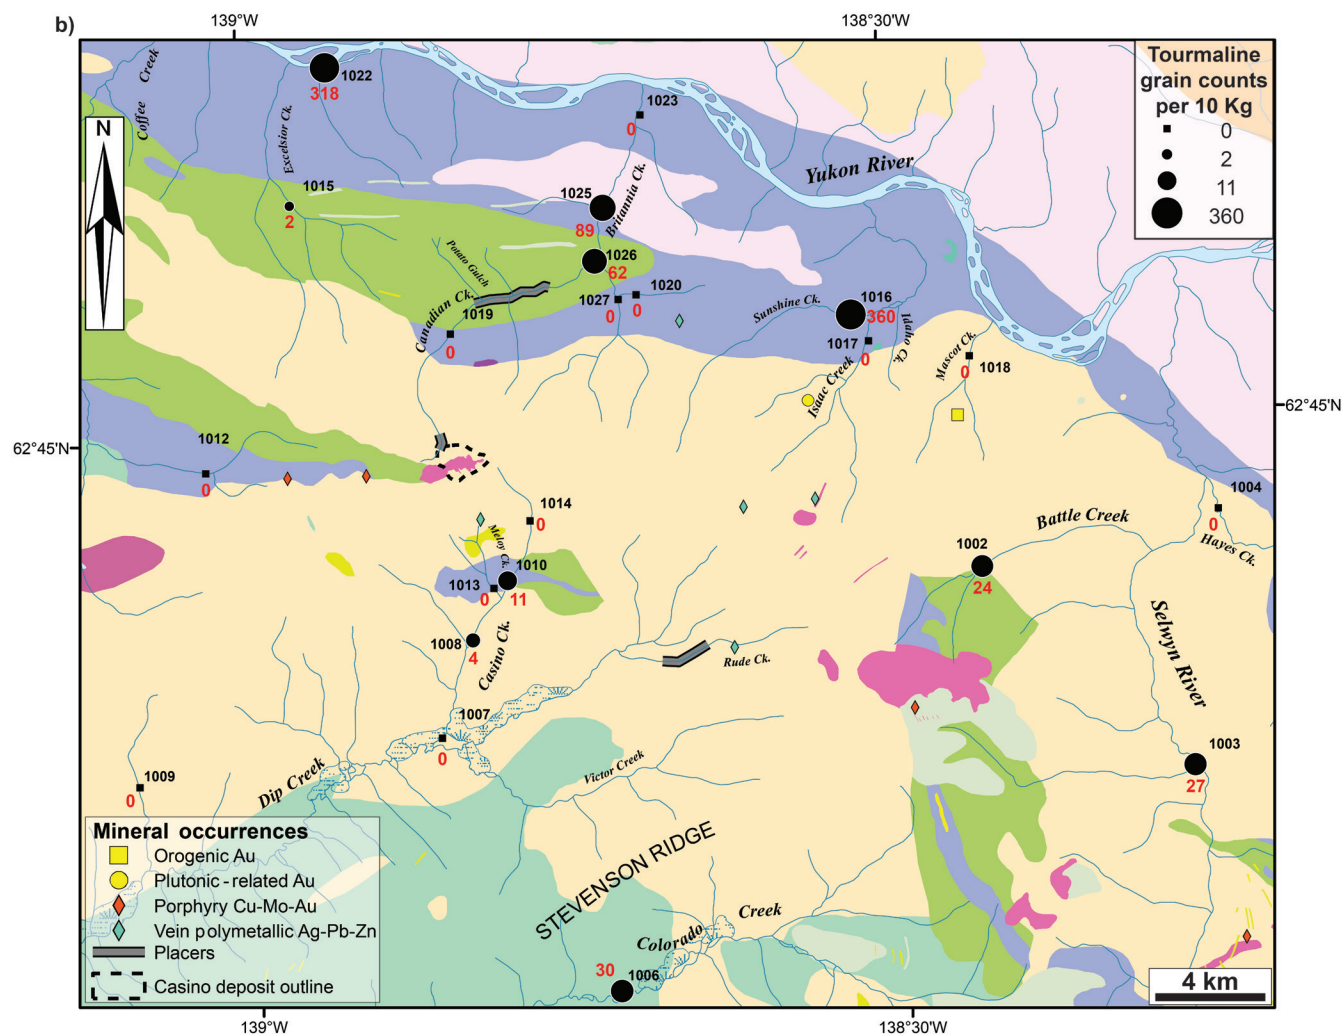 b)
139°W
138°30'W
Tourmaline
grain counts
per 10 Kg
0
2
11
360
N
Coffee Creek
Excelsior Ck.
1022
318
1023
0
Yukon River
1015
2
1025
89
Britannia Ck.
1026
62
Potato Gulch
Canadian Ck.
1019
0
1027
0
1020
0
Sunshine Ck.
1016
360
1017
0
Idaho Ck.
Isaac Creek
Mascot Ck.
1018
0
62°45'N
62°45'N
1012
0
1014
0
1004
0
Hayes Ck.
Battle Creek
1002
24
Meloy Ck.
1010
11
1013
0
1008
4
Casino Ck.
Rude Ck.
Selwyn River
1007
0
1003
27
1009
0
Dip Creek
Victor Creek
STEVENSON RIDGE
Colorado Creek
30
1006
Mineral occurrences
Orogenic Au
Plutonic-related Au
Porphyry Cu-Mo-Au
Vein polymetallic Ag-Pb-Zn
Placers
Casino deposit outline
4 km
139°W
138°30'W